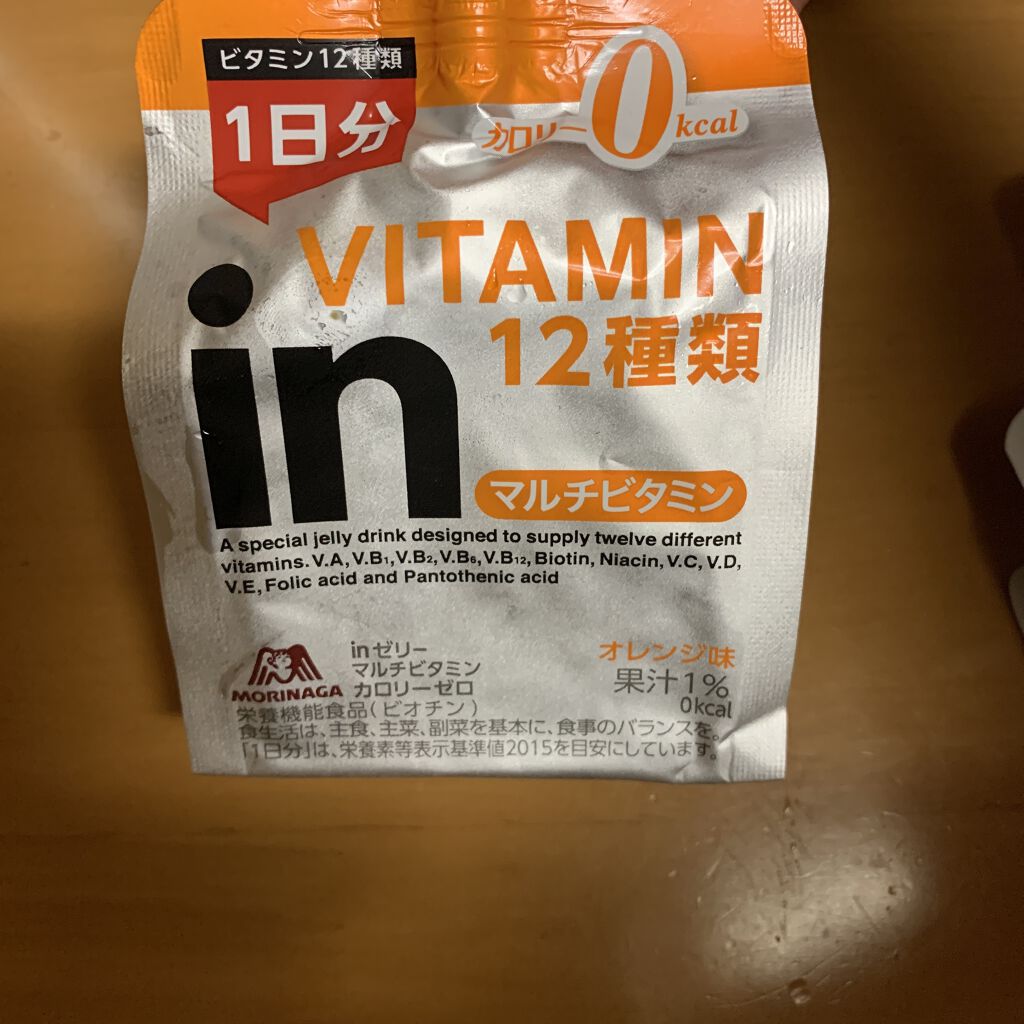 ビタミン12種類
1日分
カロリー0kcal
VITAMIN
12種類
in
マルチビタミン
A special jelly drink designed to supply twelve different
vitamins. V.A, V.B₁, V.B₂, V.B₆, V.B₁₂, Biotin, Niacin, V.C, V.D,
V.E, Folic acid and Pantothenic acid
MORINAGA
inゼリー
マルチビタミン
カロリーゼロ
オレンジ味
果汁1%
0kcal
栄養機能食品(ビオチン)
食生活は、主食、主菜、副菜を基本に、食事のバランスを。
「1日分」は、栄養素等表示基準値2015を目安にしています。